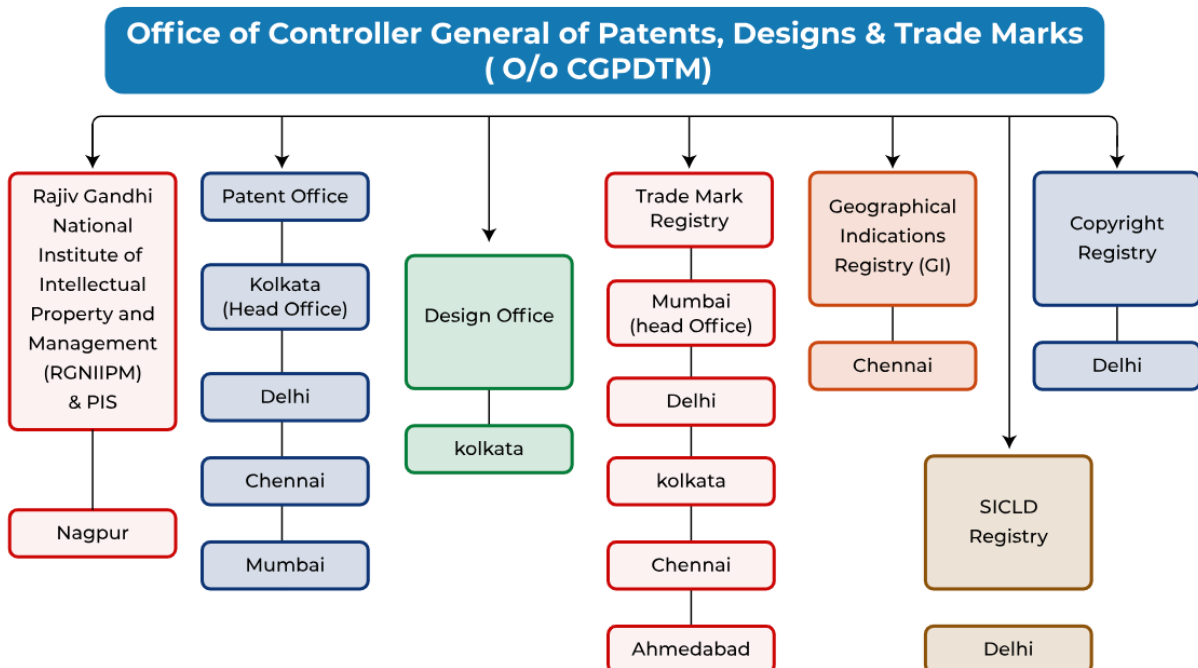 Office of Controller General of Patents, Designs & Trade Marks
( O/o CGPDTM)
Rajiv Gandhi
National
Institute of
Intellectual
Property and
Management
(RGNIIPM)
& PIS
Nagpur
Patent Office
Kolkata
(Head Office)
Delhi
Chennai
Mumbai
Design Office
kolkata
Trade Mark
Registry
Mumbai
(head Office)
Delhi
kolkata
Chennai
Ahmedabad
Geographical
Indications
Registry (GI)
Chennai
SICLD
Registry
Delhi
Copyright
Registry
Delhi